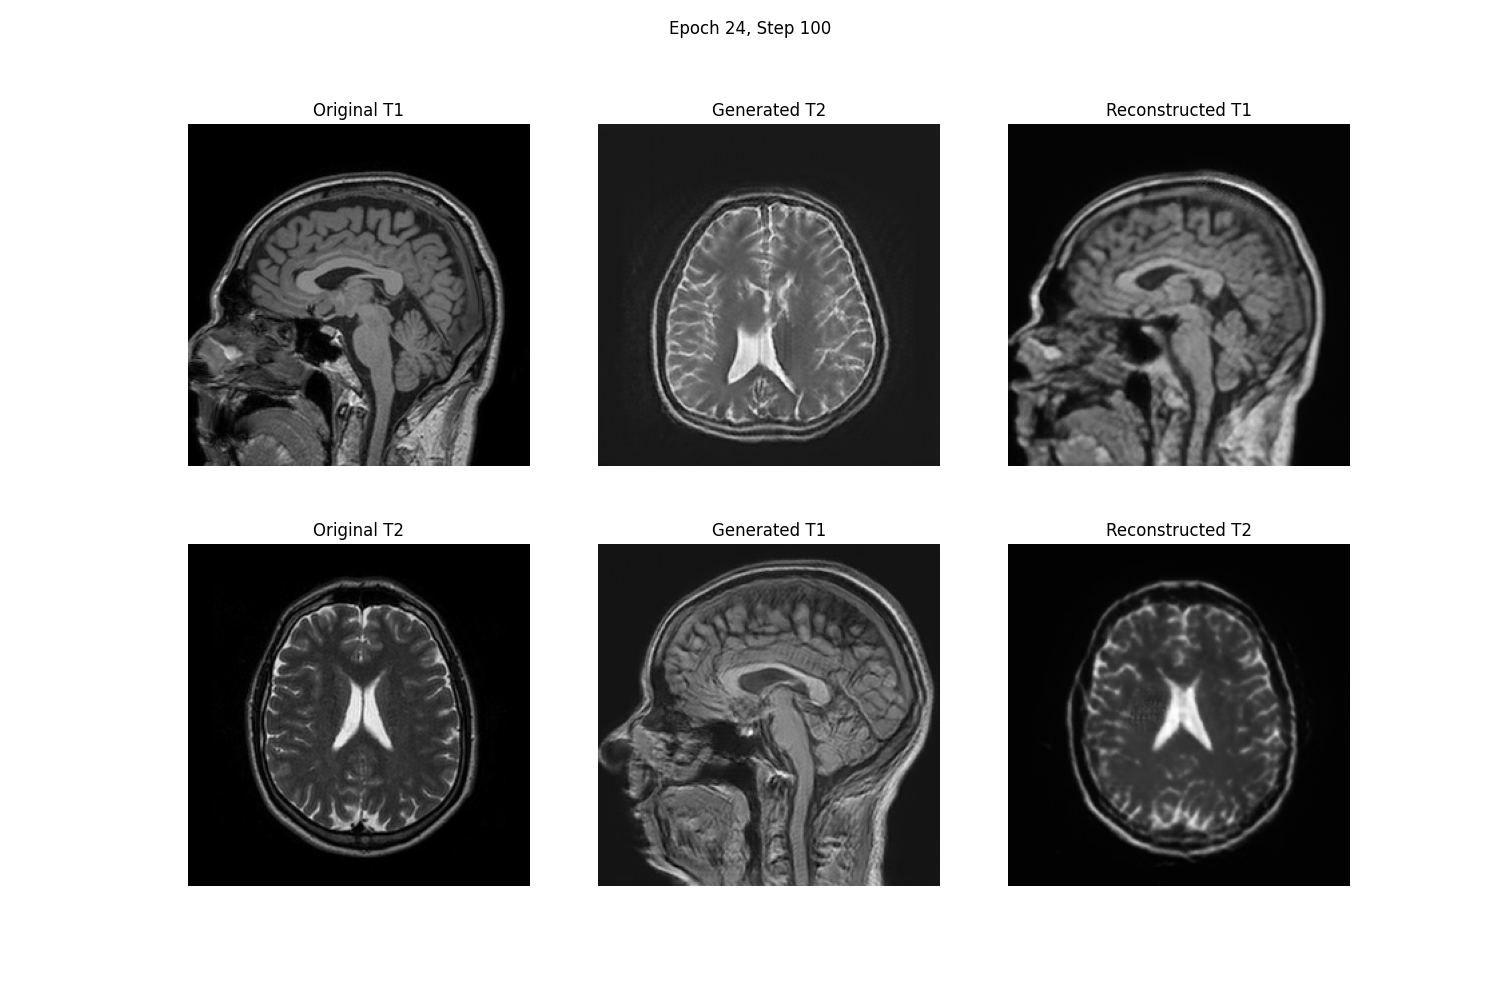 Epoch 24, Step 100
Original T1
Generated T2
Reconstructed T1
Original T2
Generated T1
Reconstructed T2